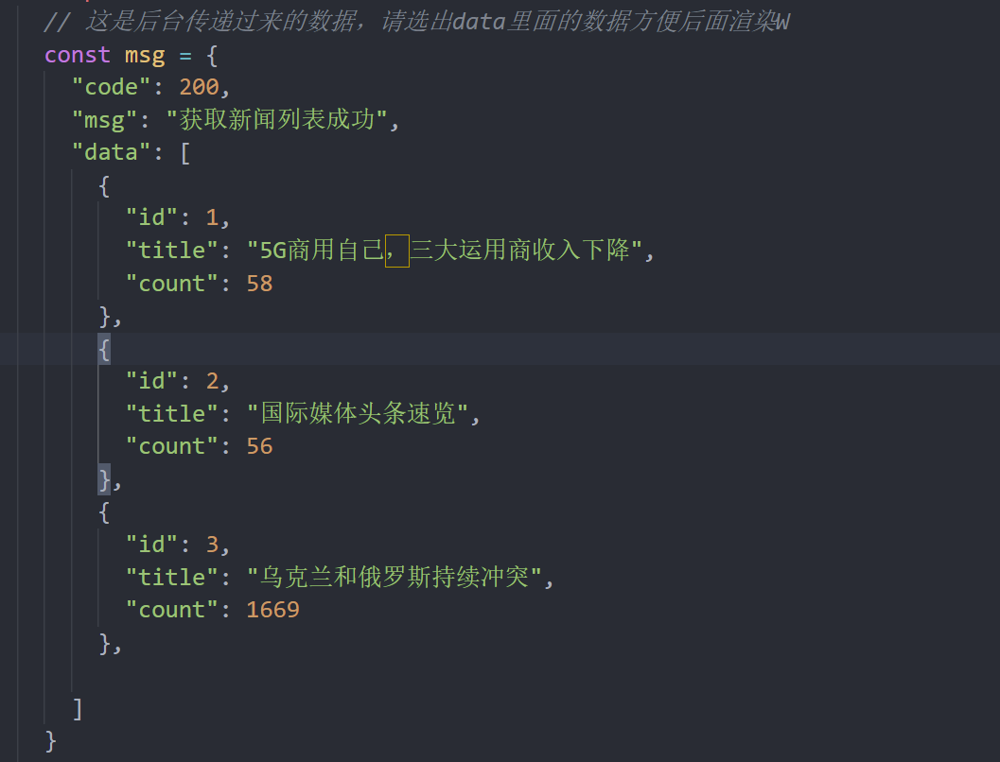 // 这是后台传递过来的数据，请选出data里面的数据方便后面渲染W
const msg = {
"code": 200,
"msg": "获取新闻列表成功",
"data": [
{
"id": 1,
"title": "5G商用自己，三大运用商收入下降",
"count": 58
},
{
"id": 2,
"title": "国际媒体头条速览",
"count": 56
},
{
"id": 3,
"title": "乌克兰和俄罗斯持续冲突",
"count": 1669
},
]
}